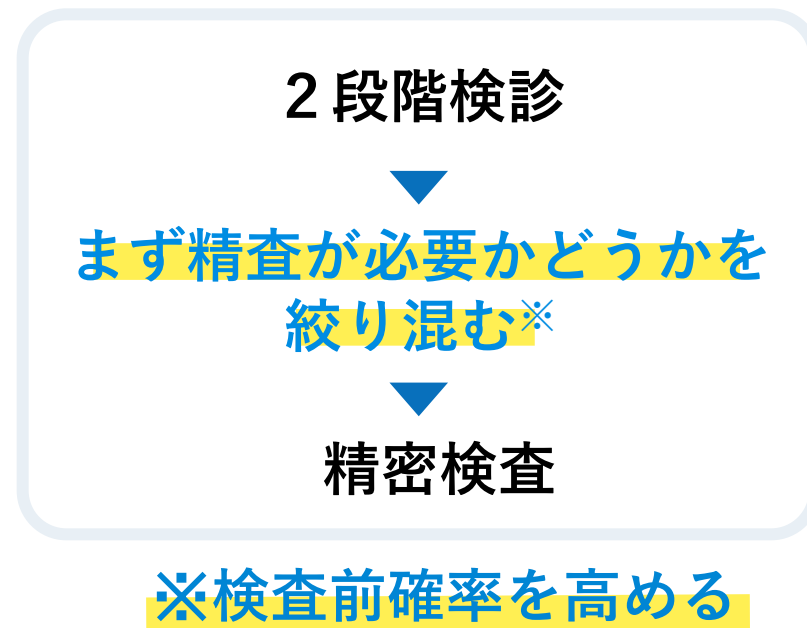 ２段階検診
まず精査が必要かどうかを
絞り混む※
精密検査
※検査前確率を高める